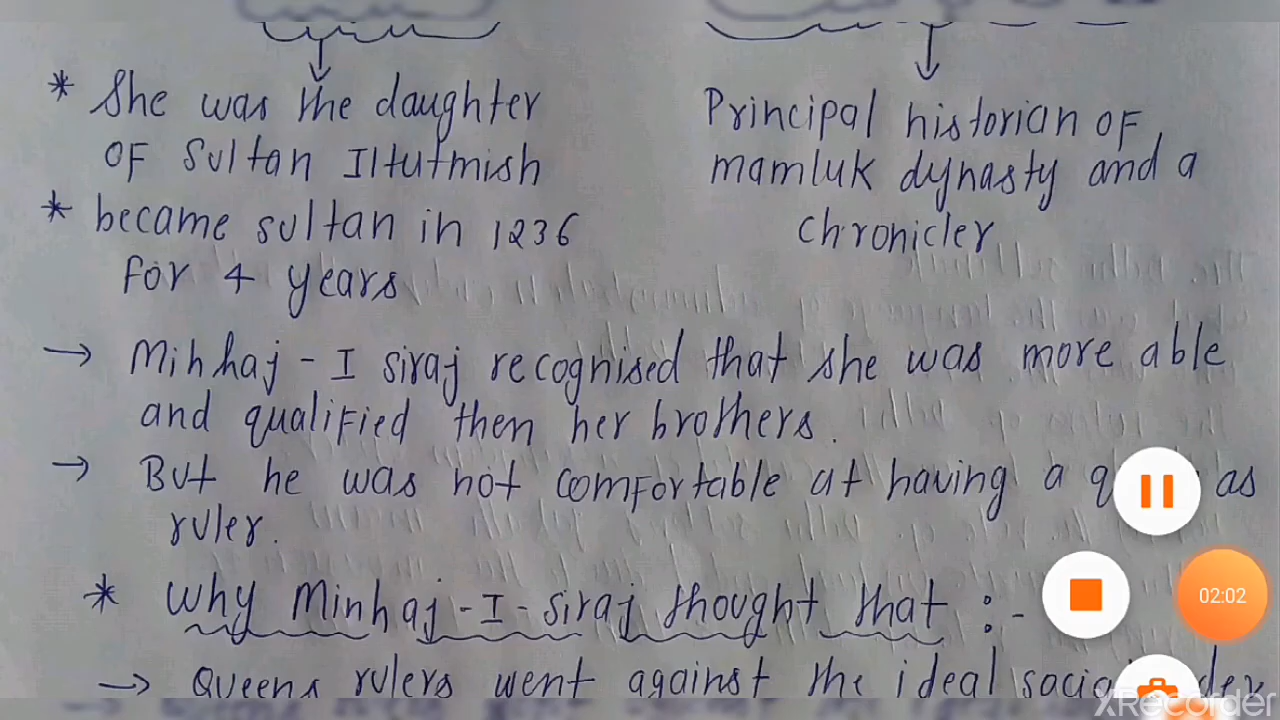 * She was the daughter
OF Sultan Iltutmish
* became sultan in 1236
For 4 years
Principal historian OF
mamluk dynasty and a
chronicler
→ Minhaj - I siraj recognised that she was more able
and qualified then her brothers.
→ But he was not comfortable at having a as
ruler.
* Why Minhaj-I-siraj thought that :-
→ Queens rulers went against the ideal
02:02
XRecorder